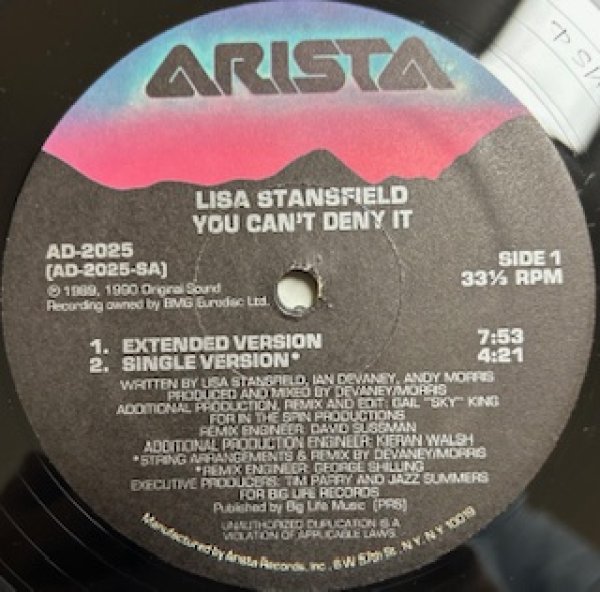 ARISTA
LISA STANSFIELD
YOU CAN'T DENY IT
AD-2025
(AD-2025-SA)
℗ 1989, 1990 Original Sound
Recording owned by BMG Eurodisc Ltd.
SIDE 1
33⅓ RPM
1. EXTENDED VERSION 7:53
2. SINGLE VERSION* 4:21
WRITTEN BY LISA STANSFIELD, IAN DEVANEY, ANDY MORRIS
PRODUCED AND MIXED BY DEVANEY/MORRIS
ADDITIONAL PRODUCTION, REMIX AND EDIT: GAIL "SKY" KING
FOR IN THE SPIN PRODUCTIONS
REMIX ENGINEER: DAVID SUSSMAN
ADDITIONAL PRODUCTION ENGINEER: KIERAN WALSH
*STRING ARRANGEMENTS & REMIX BY DEVANEY/MORRIS
*REMIX ENGINEER: GEORGE SHILLING
EXECUTIVE PRODUCERS: TIM PARRY AND JAZZ SUMMERS
FOR BIG LIFE RECORDS
Published by Big Life Music (PRS)
UNAUTHORIZED DUPLICATION IS A
VIOLATION OF APPLICABLE LAWS.
Manufactured by Arista Records, Inc., 6 W 57th St., N.Y., N.Y. 10019